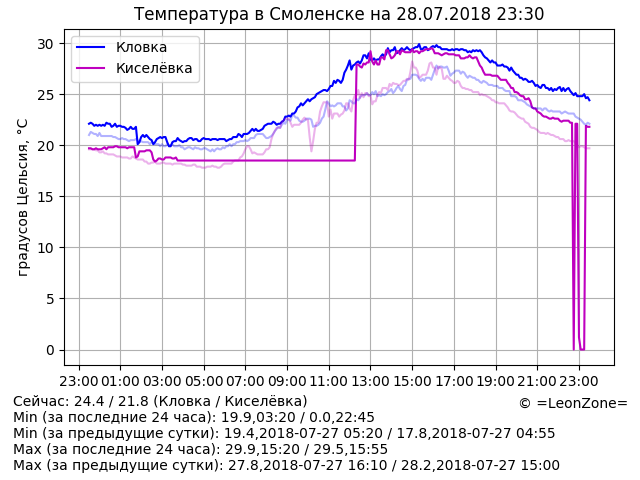 Температура в Смоленске на 28.07.2018 23:30
Кловка
Киселёвка
градусов Цельсия, °C
30
25
20
15
10
5
0
23:00 01:00 03:00 05:00 07:00 09:00 11:00 13:00 15:00 17:00 19:00 21:00 23:00
Сейчас: 24.4 / 21.8 (Кловка / Киселёвка)
© =LeonZone=
Min (за последние 24 часа): 19.9,03:20 / 0.0,22:45
Min (за предыдущие сутки): 19.4,2018-07-27 05:20 / 17.8,2018-07-27 04:55
Max (за последние 24 часа): 29.9,15:20 / 29.5,15:55
Max (за предыдущие сутки): 27.8,2018-07-27 16:10 / 28.2,2018-07-27 15:00